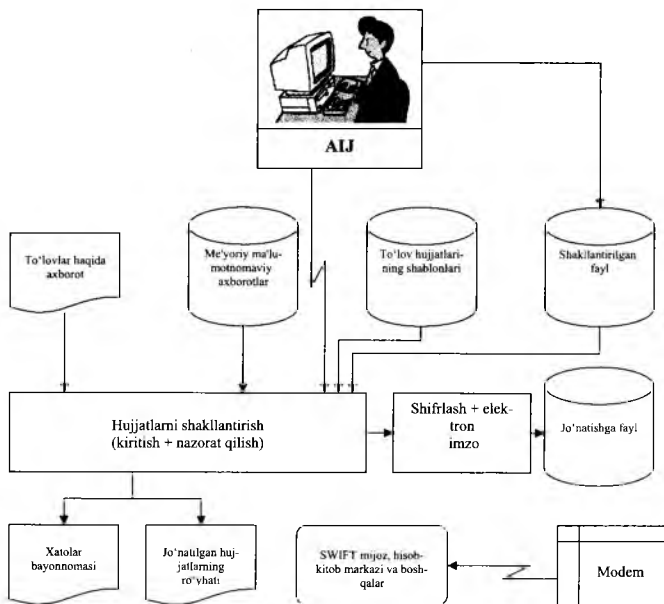 AIJ
To‘lovlar haqida
axborot
Me'yoriy ma'lu-
motnomaviy
axborotlar
To‘lov hujjatlari-
ning shablonlari
Shakllantirilgan
fayl
Hujjatlarni shakllantirish
(kiritish + nazorat qilish)
Shifrlash + elek-
tron
imzo
Jo‘natishga fayl
Xatolar
bayonnomasi
Jo‘natilgan huj-
jatlarning
ro‘yhati
SWIFT mijoz, hisob-
kitob markazi va bosh-
qalar
Modem